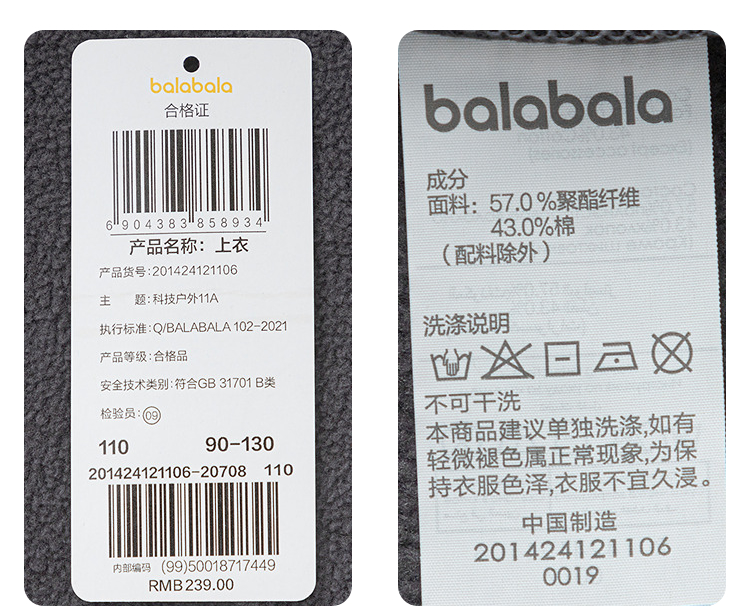 balabala
合格证
6 904383 858934
产品名称：上衣
产品货号:201424121106
主　题:科技户外11A
执行标准:Q/BALABALA 102-2021
产品等级:合格品
安全技术类别:符合GB 31701 B类
检验员:09
110 90-130
201424121106-20708 110
内部编码 (99)50018717449
RMB239.00
balabala
成分
面料：57.0%聚酯纤维
43.0%棉
（配料除外）
洗涤说明
不可干洗
本商品建议单独洗涤,如有
轻微褪色属正常现象,为保
持衣服色泽,衣服不宜久浸。
中国制造
201424121106
0019